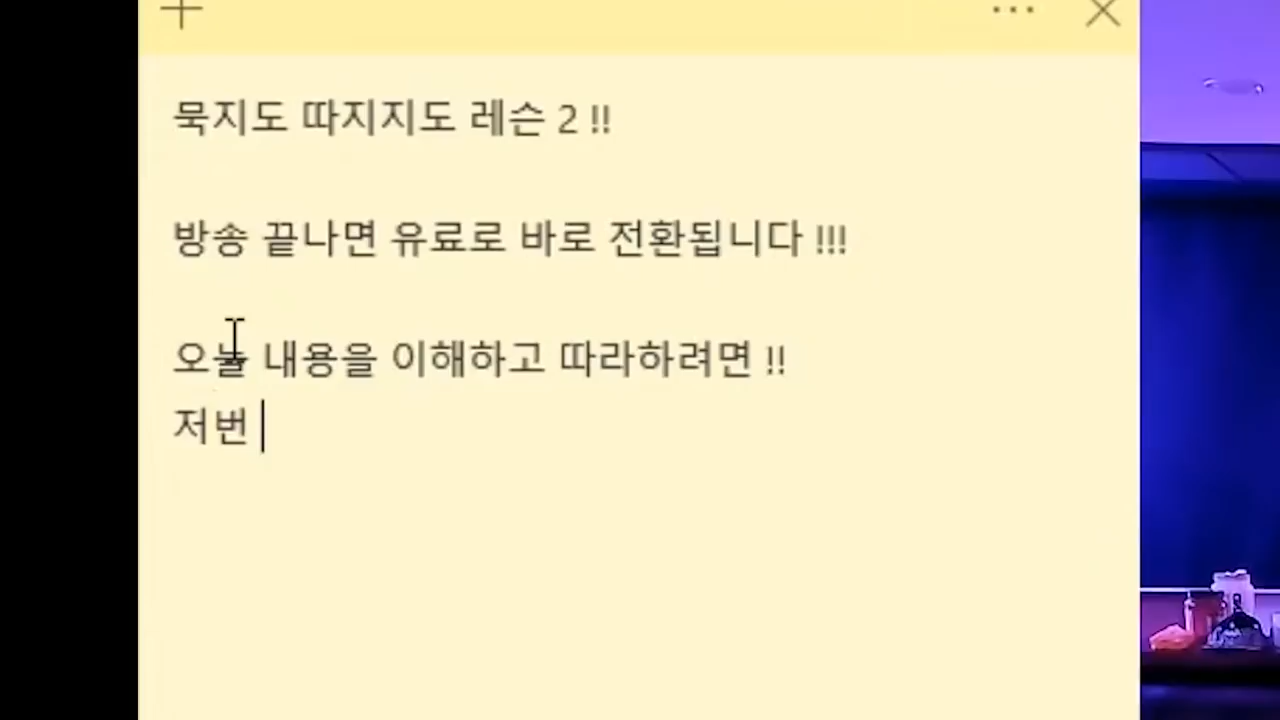 묵지도 따지지도 레슨 2 !!
방송 끝나면 유료로 바로 전환됩니다 !!!
오늘 내용을 이해하고 따라하려면 !!
저번